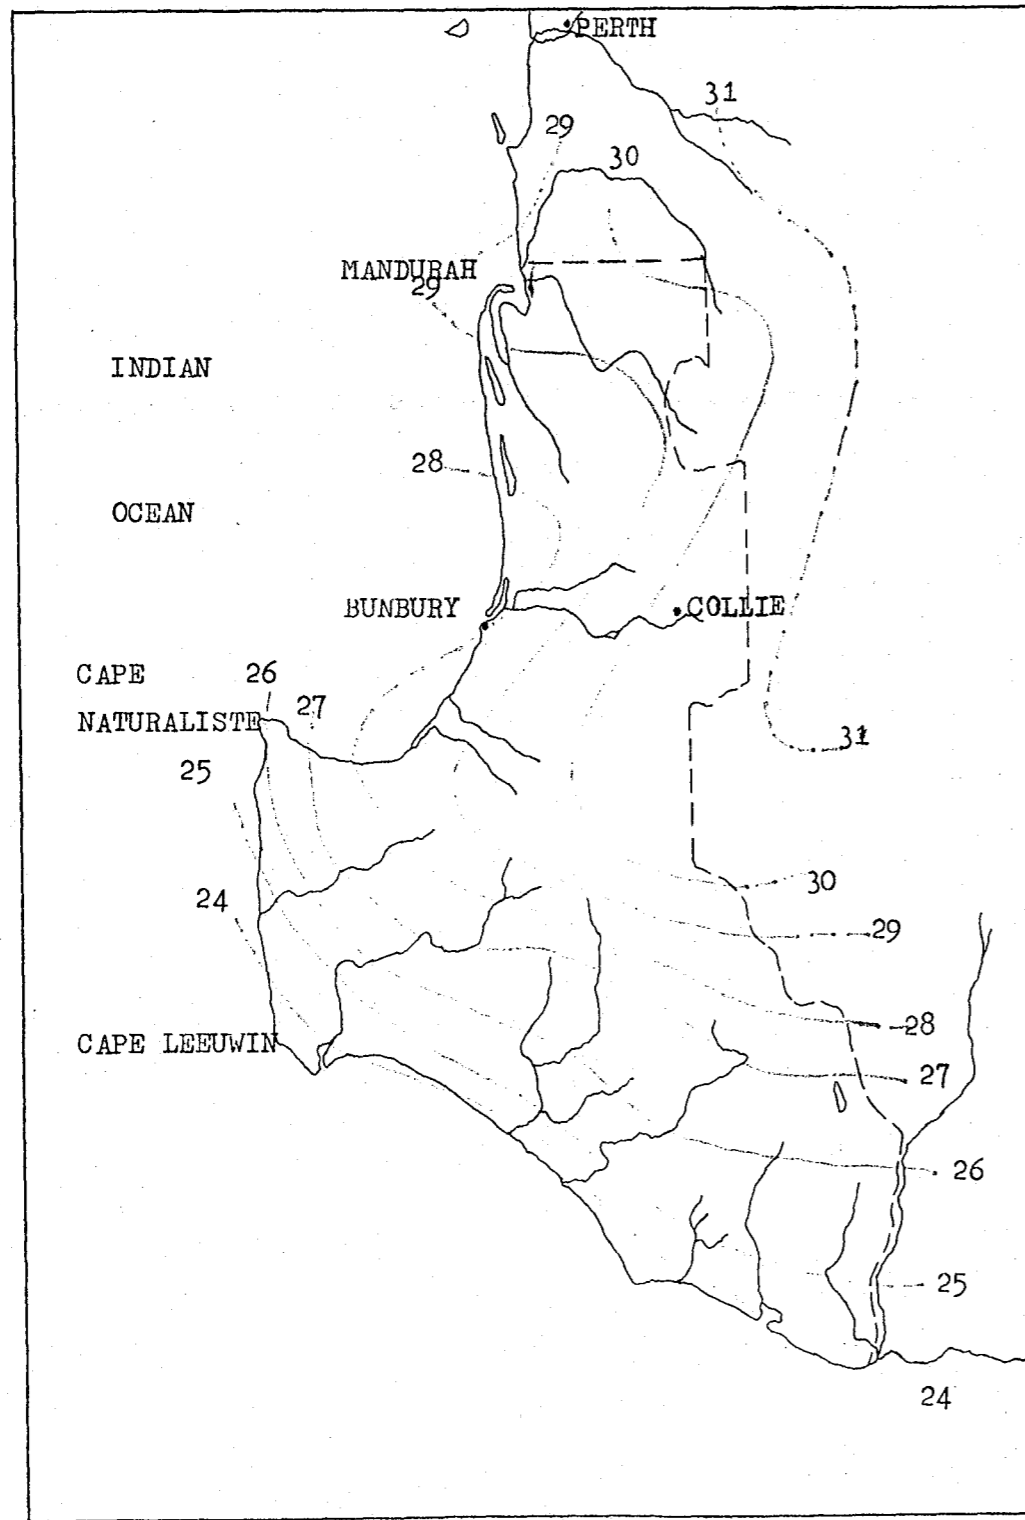 PERTH
31
29
30
MANDURAH
29
INDIAN
28
OCEAN
BUNBURY
COLLIE
CAPE
26
27
NATURALISTE
31
25
30
24
29
28
CAPE LEEUWIN
27
26
25
24